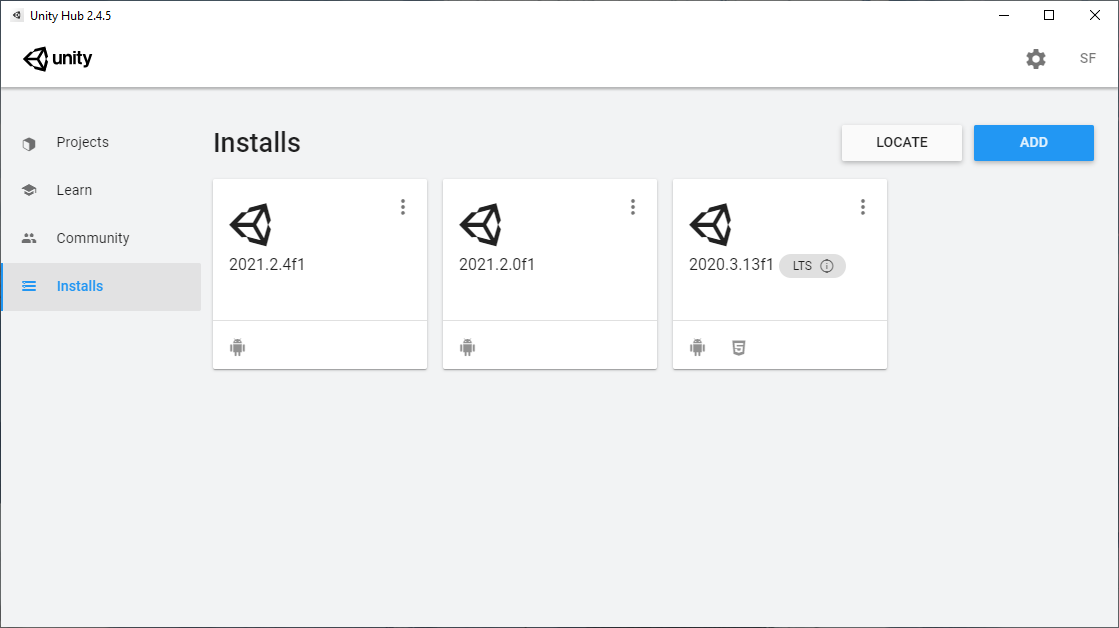 Unity Hub 2.4.5
unity
SF
Projects
Learn
Community
Installs
Installs
LOCATE
ADD
2021.2.4f1
2021.2.0f1
2020.3.13f1 LTS